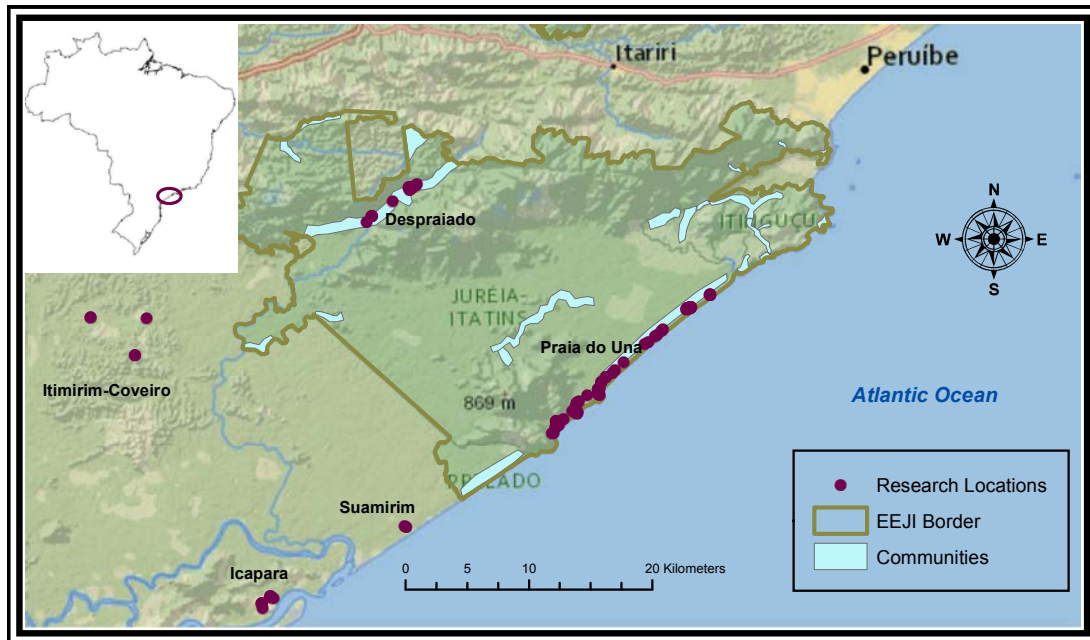 Itariri
Peruíbe
Despraiado
ITINGUÇU
N
W
E
S
JURÉIA-
ITATINS
Praia do Una
Itimirim-Coveiro
869 m
Atlantic Ocean
Research Locations
EEJI Border
Communities
Suamirim
Icapara
0 5 10 20 Kilometers